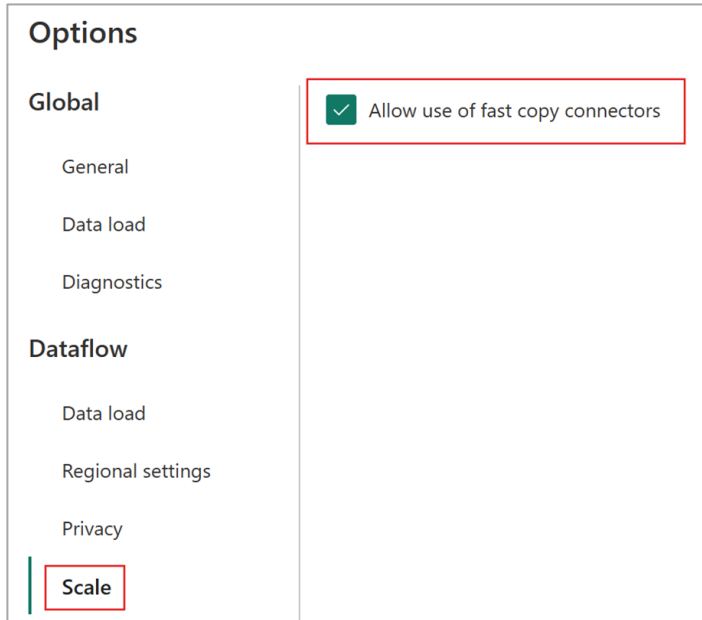 Options
Global
General
Data load
Diagnostics
Dataflow
Data load
Regional settings
Privacy
Scale
Allow use of fast copy connectors